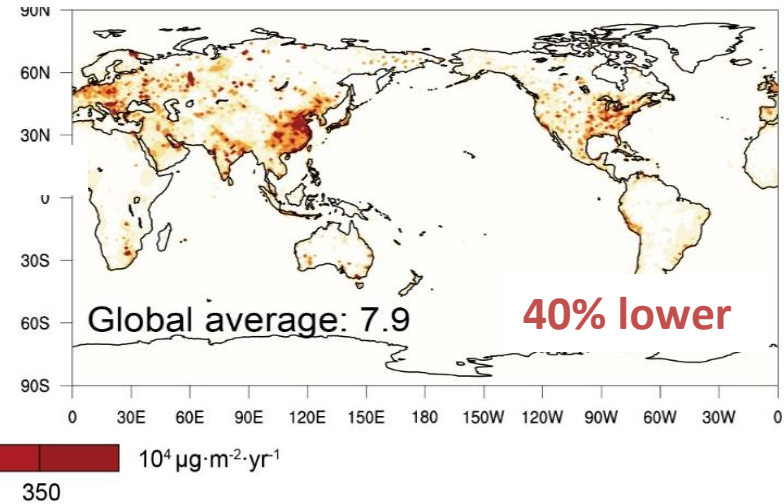 90N
60N
30N
0
30S
60S
90S
Global average: 7.9
40% lower
0 30E 60E 90E 120E 150E 180 150W 120W 90W 60W 30W 0
10⁴ µg·m⁻²·yr⁻¹
350